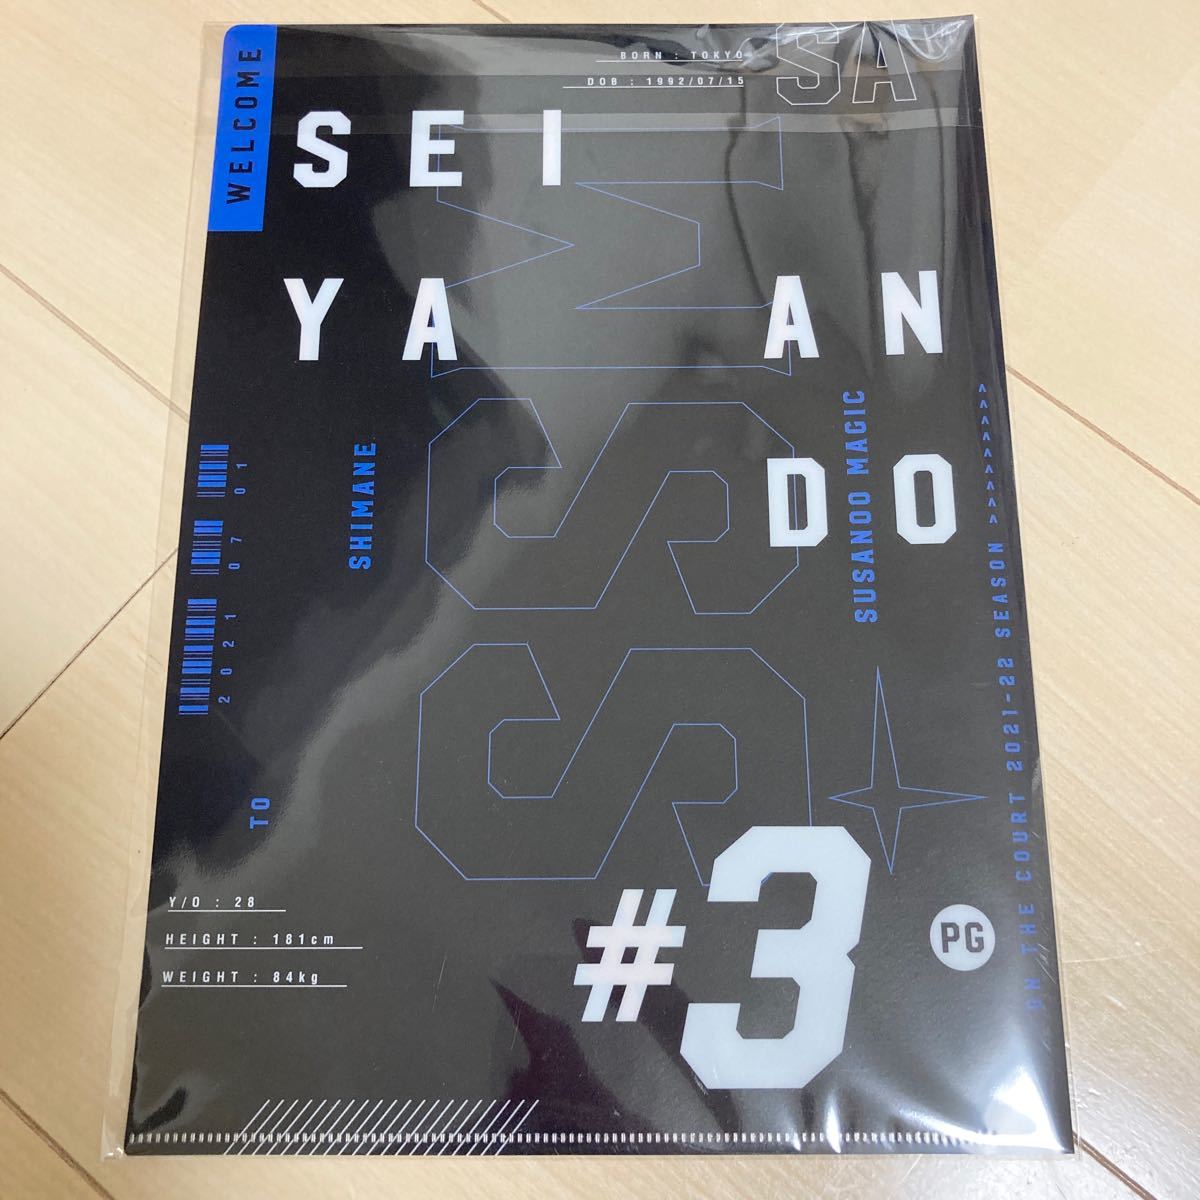 WELCOME
BORN : TOKYO
DOB : 1992/07/15
SA
SEI
YA AN
DO
SHIMANE
SUSANOO MAGIC
2021 07 01
TO
SSM
ON THE COURT 2021-22 SEASON >>>>>>>>>
Y/O : 28
HEIGHT : 181cm
WEIGHT : 84kg
#3
PG